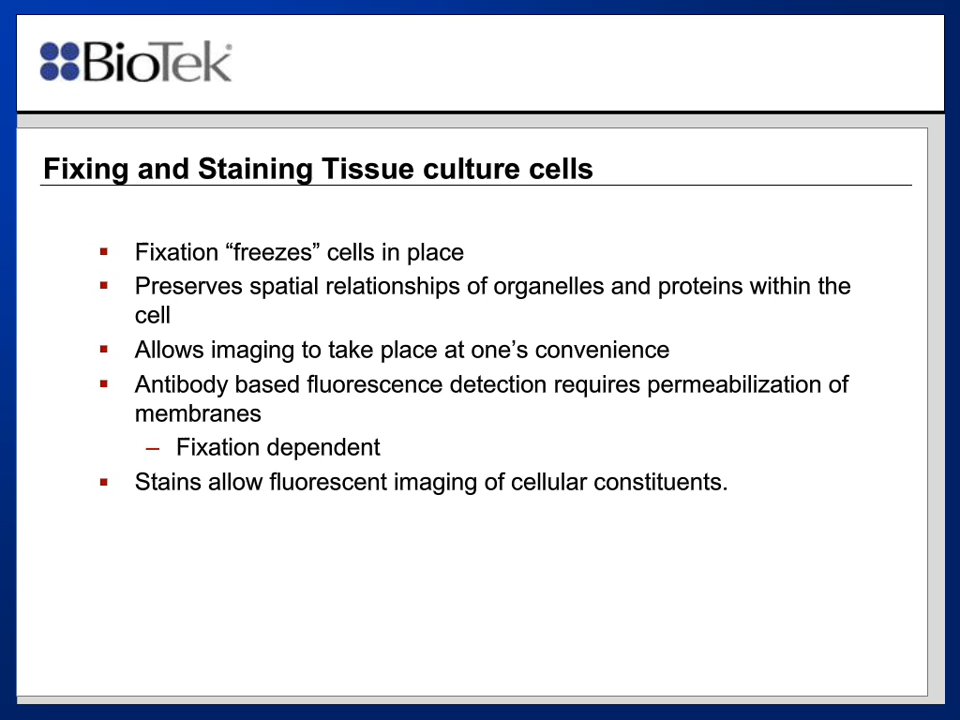 BioTek®
Fixing and Staining Tissue culture cells
▪ Fixation “freezes” cells in place
▪ Preserves spatial relationships of organelles and proteins within the
cell
▪ Allows imaging to take place at one’s convenience
▪ Antibody based fluorescence detection requires permeabilization of
membranes
– Fixation dependent
▪ Stains allow fluorescent imaging of cellular constituents.